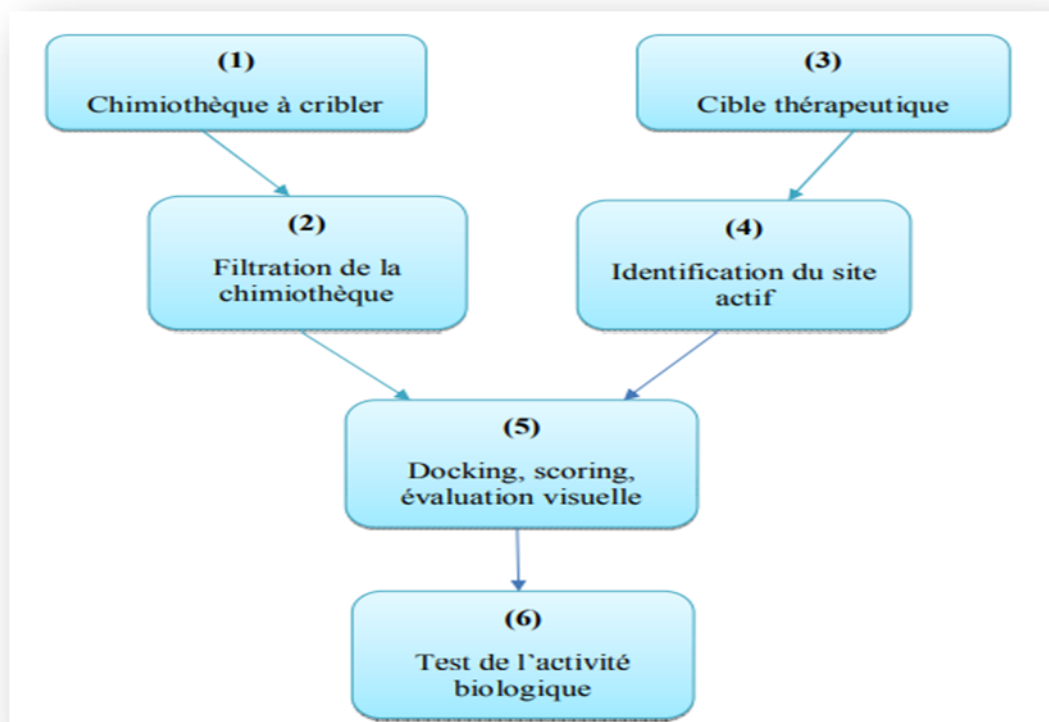 (1)
Chimiothèque à cribler
(3)
Cible thérapeutique
(2)
Filtration de la
chimiothèque
(4)
Identification du site
actif
(5)
Docking, scoring,
évaluation visuelle
(6)
Test de l’activité
biologique